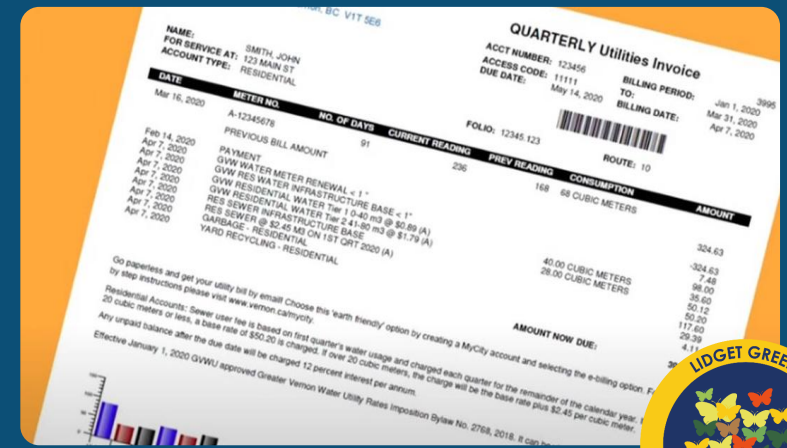 on, BC V1T 5E6
QUARTERLY Utilities Invoice
NAME: SMITH, JOHN
FOR SERVICE AT: 123 MAIN ST
ACCOUNT TYPE: RESIDENTIAL
ACCT NUMBER: 123456
ACCESS CODE: 11111
DUE DATE: May 14, 2020
3995
BILLING PERIOD: Jan 1, 2020
TO: Mar 31, 2020
BILLING DATE: Apr 7, 2020
FOLIO: 12345.123
ROUTE: 10
DATE METER NO. NO. OF DAYS CURRENT READING PREV READING CONSUMPTION AMOUNT
Mar 16, 2020 A-12345678 91 236 168 68 CUBIC METERS
PREVIOUS BILL AMOUNT 324.63
Feb 14, 2020 PAYMENT -324.63
Apr 7, 2020 GVW WATER METER RENEWAL < 1" 7.48
Apr 7, 2020 GVW RES WATER INFRASTRUCTURE BASE < 1" 98.00
Apr 7, 2020 GVW RESIDENTIAL WATER Tier 1 0-40 m3 @ $0.89 (A) 40.00 CUBIC METERS 35.60
Apr 7, 2020 GVW RESIDENTIAL WATER Tier 2 41-80 m3 @ $1.79 (A) 28.00 CUBIC METERS 50.12
Apr 7, 2020 RES SEWER INFRASTRUCTURE BASE 50.20
Apr 7, 2020 RES SEWER @ $2.45 M3 ON 1ST QRT 2020 (A) 117.60
Apr 7, 2020 GARBAGE - RESIDENTIAL 29.39
Apr 7, 2020 YARD RECYCLING - RESIDENTIAL 4.11
AMOUNT NOW DUE:
Go paperless and get your utility bill by email! Choose this 'earth friendly' option by creating a MyCity account and selecting the e-billing option. F
by step instructions please visit www.vernon.ca/mycity.
Residential Accounts: Sewer user fee is based on first quarter's water usage and charged each quarter for the remainder of the calendar year.
20 cubic meters or less, a base rate of $50.20 is charged. If over 20 cubic meters, the charge will be the base rate plus $2.45 per cubic meter.
Any unpaid balance after the due date will be charged 12 percent interest per annum.
Effective January 1, 2020 GVWU approved Greater Vernon Water Utility Rates Imposition Bylaw No. 2768, 2018. It can
LIDGET GREE